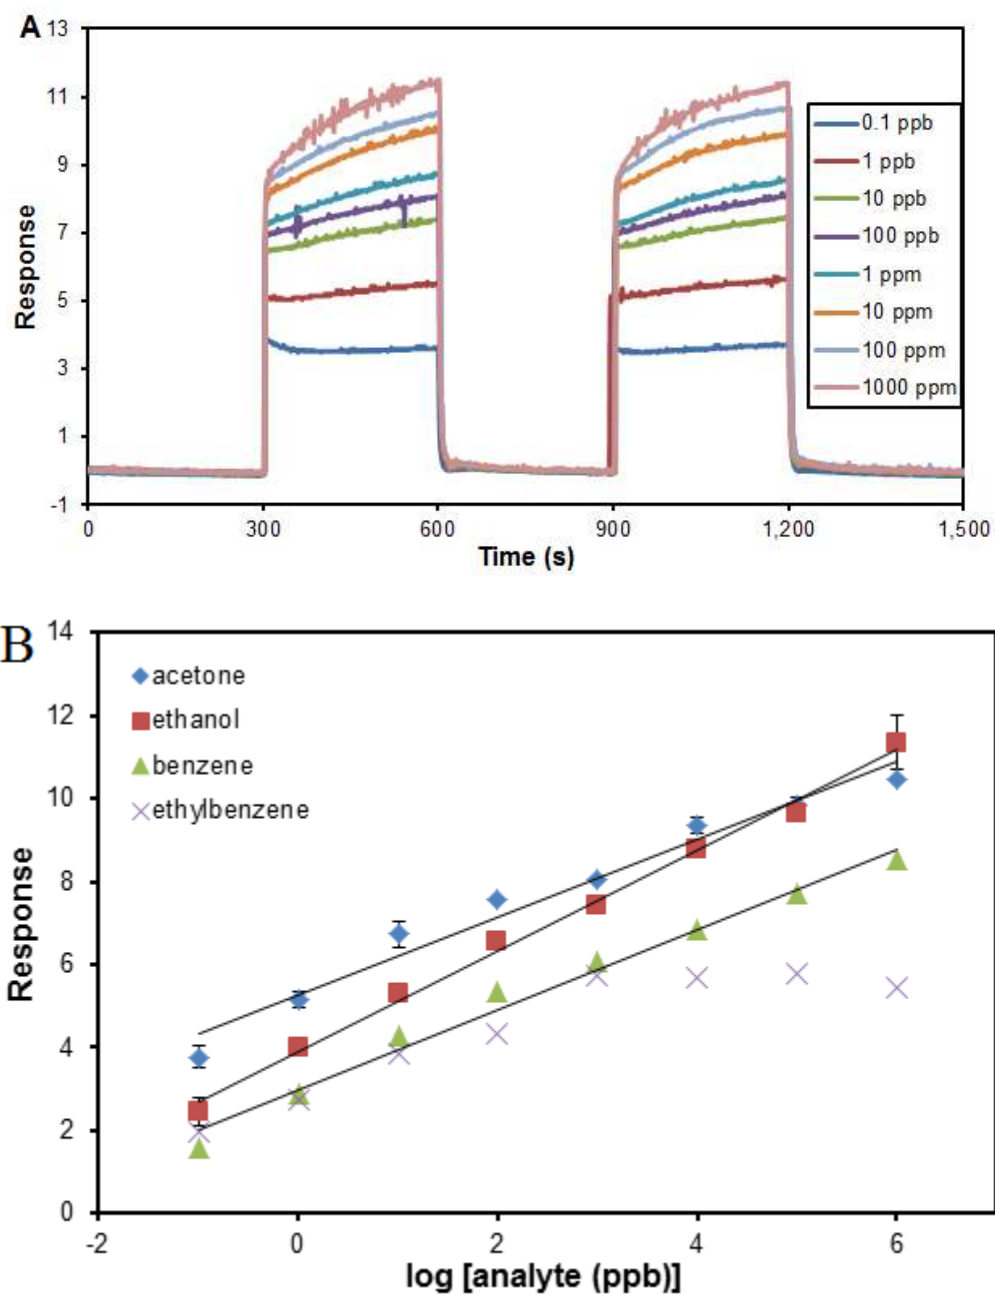 A
13
11
9
7
5
3
1
-1
Response
0 300 600 900 1,200 1,500
Time (s)
0.1 ppb
1 ppb
10 ppb
100 ppb
1 ppm
10 ppm
100 ppm
1000 ppm
B
14
12
10
8
6
4
2
0
Response
acetone
ethanol
benzene
ethylbenzene
-2 0 2 4 6
log [analyte (ppb)]